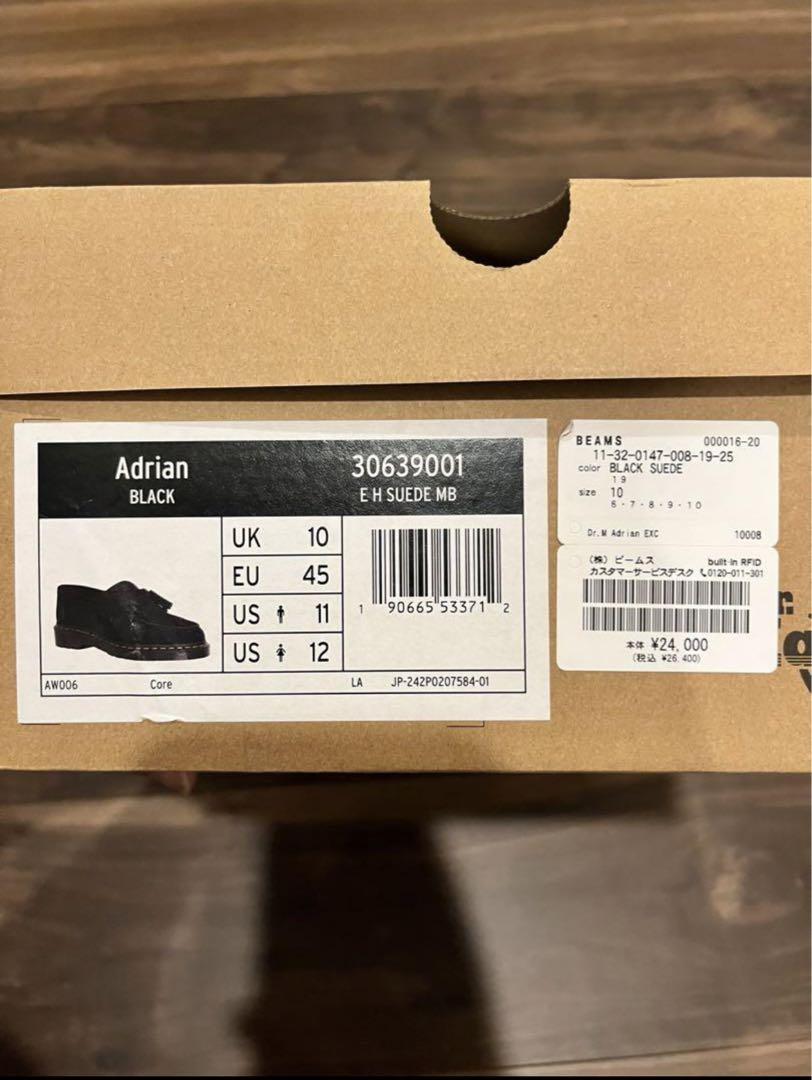 Adrian
BLACK
30639001
E H SUEDE MB
UK 10
EU 45
US 11
US 12
1 90665 53371 2
AW006 Core LA JP-242P0207584-01
BEAMS 000016-20
11-32-0147-008-19-25
color BLACK SUEDE
19
size 10
6・7・8・9・10
Dr.M Adrian EXC 10008
(株)ビームス built-in RFID
カスタマーサービスデスク 0120-011-301
本体 ¥24,000
(税込 ¥26,400)